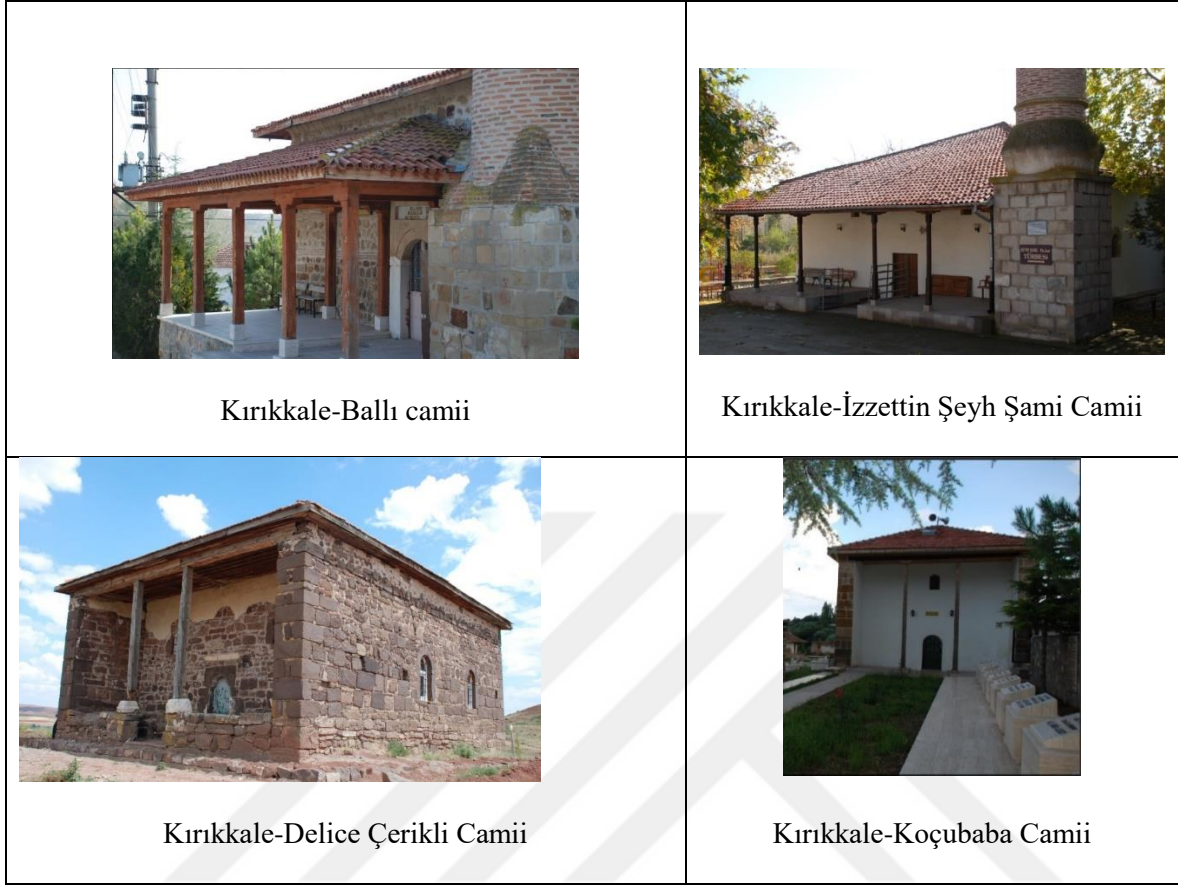 Kırıkkale-Ballı camii
Kırıkkale-İzzettin Şeyh Şami Camii
TÜRBESİ
Kırıkkale-Delice Çerikli Camii
Kırıkkale-Koçubaba Camii